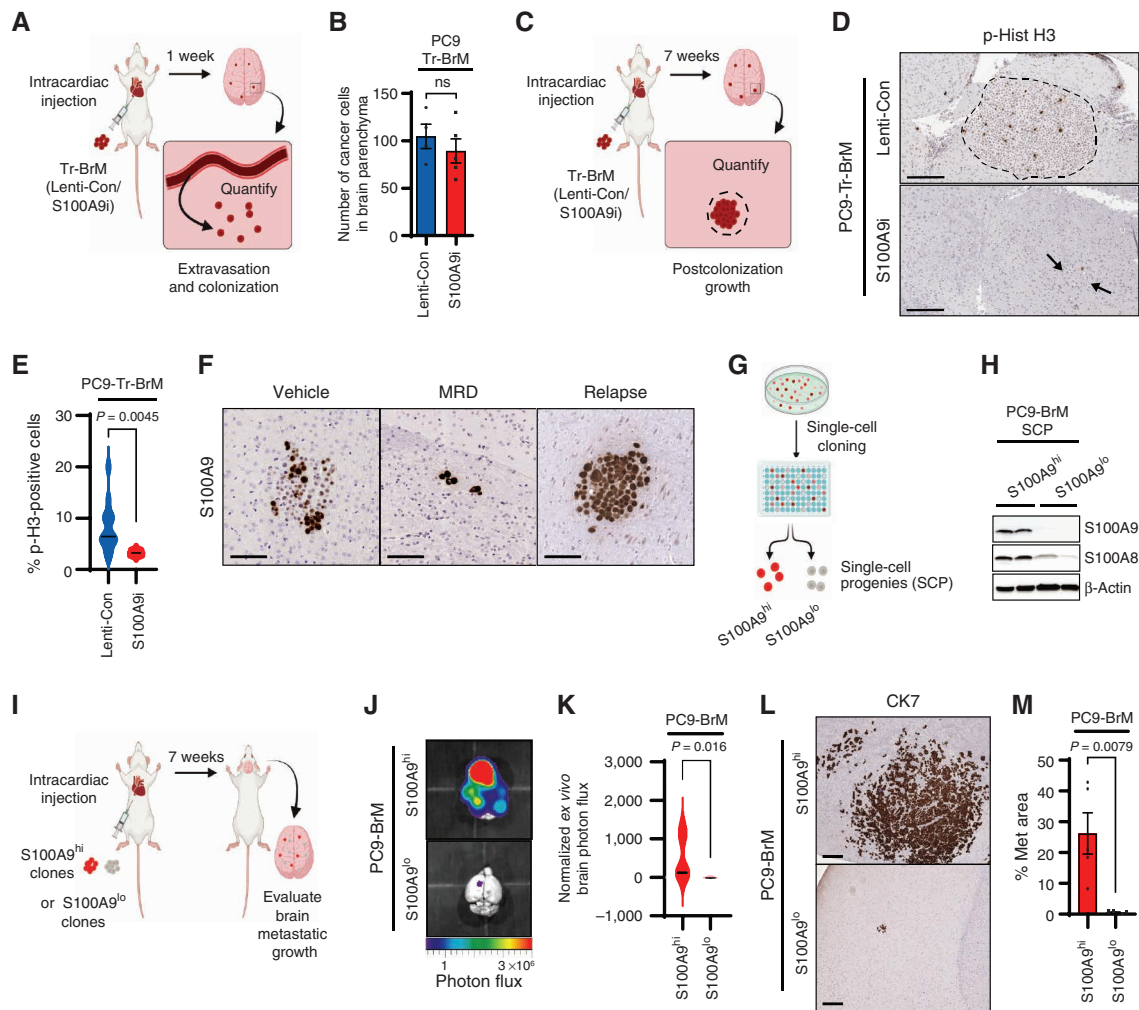 A
1 week
Intracardiac
injection
Tr-BrM
(Lenti-Con/
S100A9i)
Quantify
Extravasation
and colonization
B
PC9
Tr-BrM
ns
Number of cancer cells
in brain parenchyma
150
100
50
0
Lenti-Con
S100A9i
C
7 weeks
Intracardiac
injection
Tr-BrM
(Lenti-Con/
S100A9i)
Quantify
Postcolonization
growth
D
p-Hist H3
PC9-Tr-BrM
Lenti-Con
S100A9i
E
PC9-Tr-BrM
P = 0.0045
% p-H3-positive cells
30
20
10
0
Lenti-Con
S100A9i
F
Vehicle
MRD
Relapse
S100A9
G
Single-cell
cloning
Single-cell
progenies (SCP)
S100A9hi
S100A9lo
H
PC9-BrM
SCP
S100A9hi
S100A9lo
S100A9
S100A8
β-Actin
I
7 weeks
Intracardiac
injection
S100A9hi
clones
or S100A9lo
clones
Evaluate
brain
metastatic
growth
J
PC9-BrM
S100A9hi
S100A9lo
1
3 ×10⁶
Photon flux
K
PC9-BrM
P = 0.016
Normalized ex vivo
brain photon flux
3,000
2,000
1,000
0
−1,000
S100A9hi
S100A9lo
L
CK7
PC9-BrM
S100A9hi
S100A9lo
M
PC9-BrM
P = 0.0079
% Met area
50
40
30
20
10
0
S100A9hi
S100A9lo